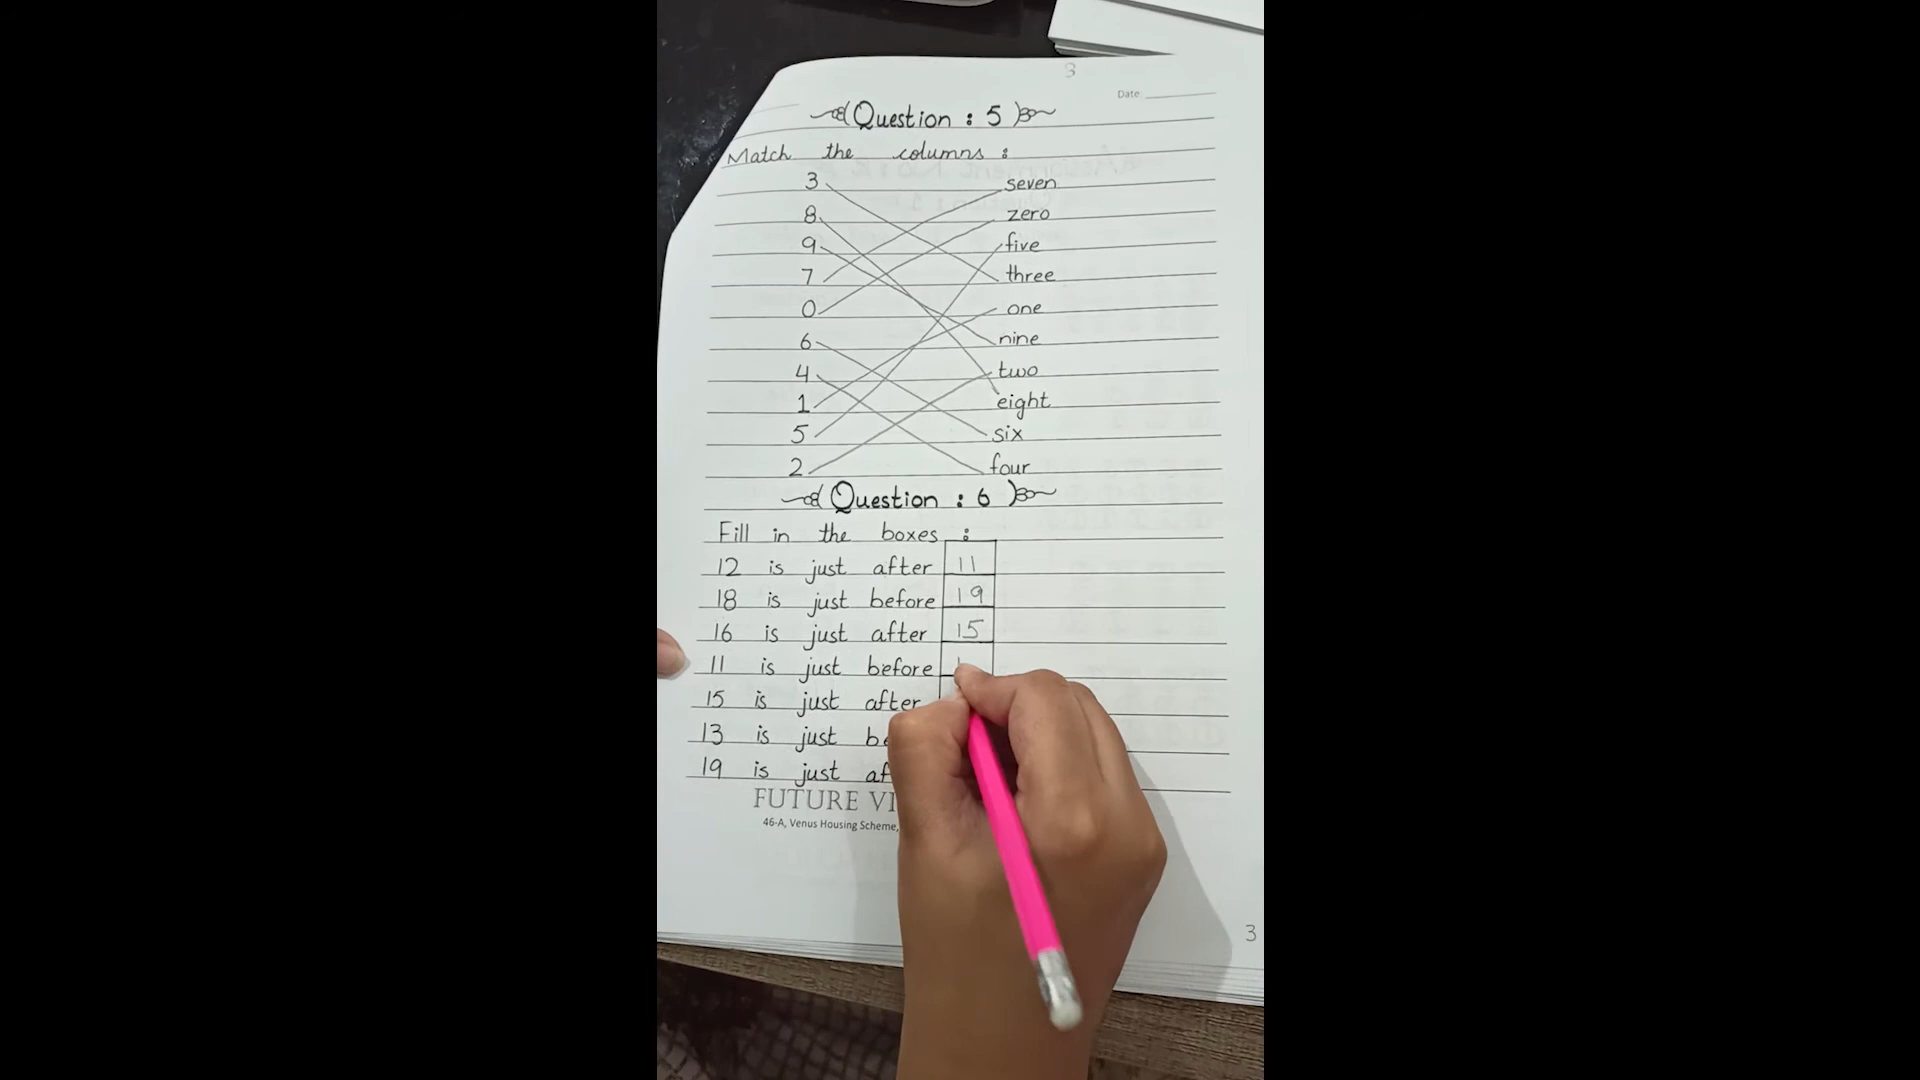 3
Date:
Question : 5
Match the columns :
3 seven
8 zero
9 five
7 three
0 one
6 nine
4 two
1 eight
5 six
2 four
Question : 6
Fill in the boxes :
12 is just after 11
18 is just before 19
16 is just after 15
11 is just before 1
15 is just after
13 is just
19 is just
FUTURE
46-A, Venus Housing Scheme,
3